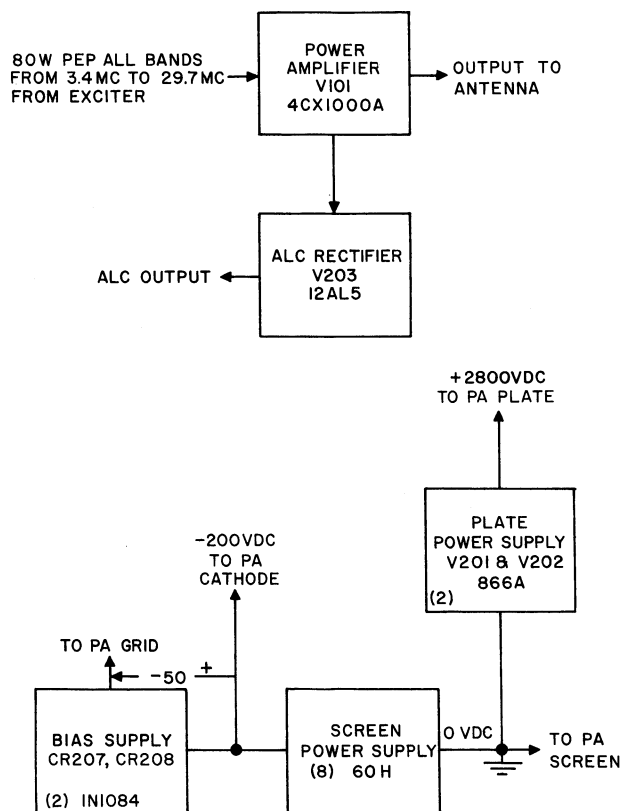 80W PEP ALL BANDS
FROM 3.4MC TO 29.7MC
FROM EXCITER
POWER
AMPLIFIER
V101
4CX1000A
OUTPUT TO
ANTENNA
ALC OUTPUT
ALC RECTIFIER
V203
12AL5
+2800VDC
TO PA PLATE
PLATE
POWER SUPPLY
V201 & V202
866A
(2)
-200VDC
TO PA
CATHODE
TO PA GRID
-50 +
BIAS SUPPLY
CR207, CR208
(2) IN1084
SCREEN
POWER SUPPLY
(8) 60H
0 VDC
TO PA
SCREEN